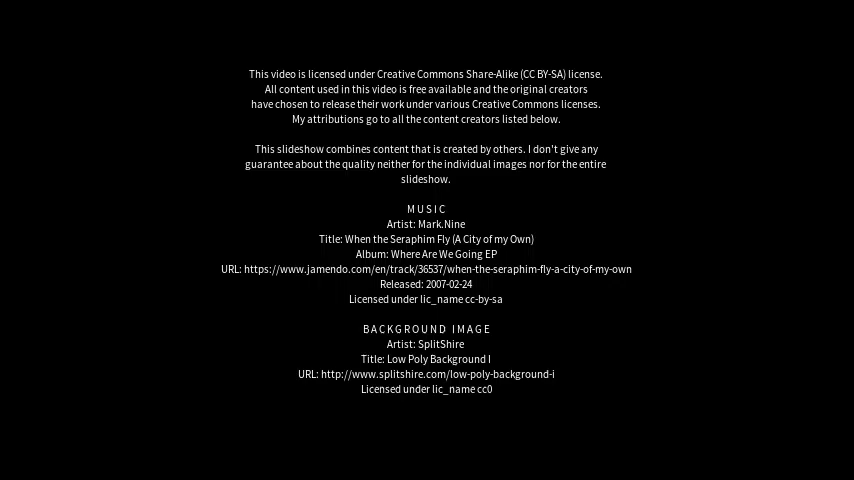 This video is licensed under Creative Commons Share-Alike (CC BY-SA) license.
All content used in this video is free available and the original creators
have chosen to release their work under various Creative Commons licenses.
My attributions go to all the content creators listed below.
This slideshow combines content that is created by others. I don't give any
guarantee about the quality neither for the individual images nor for the entire
slideshow.
MUSIC
Artist: Mark.Nine
Title: When the Seraphim Fly (A City of my Own)
Album: Where Are We Going EP
URL: https://www.jamendo.com/en/track/36537/when-the-seraphim-fly-a-city-of-my-own
Released: 2007-02-24
Licensed under lic_name cc-by-sa
BACKGROUND IMAGE
Artist: SplitShire
Title: Low Poly Background I
URL: http://www.splitshire.com/low-poly-background-i
Licensed under lic_name cc0